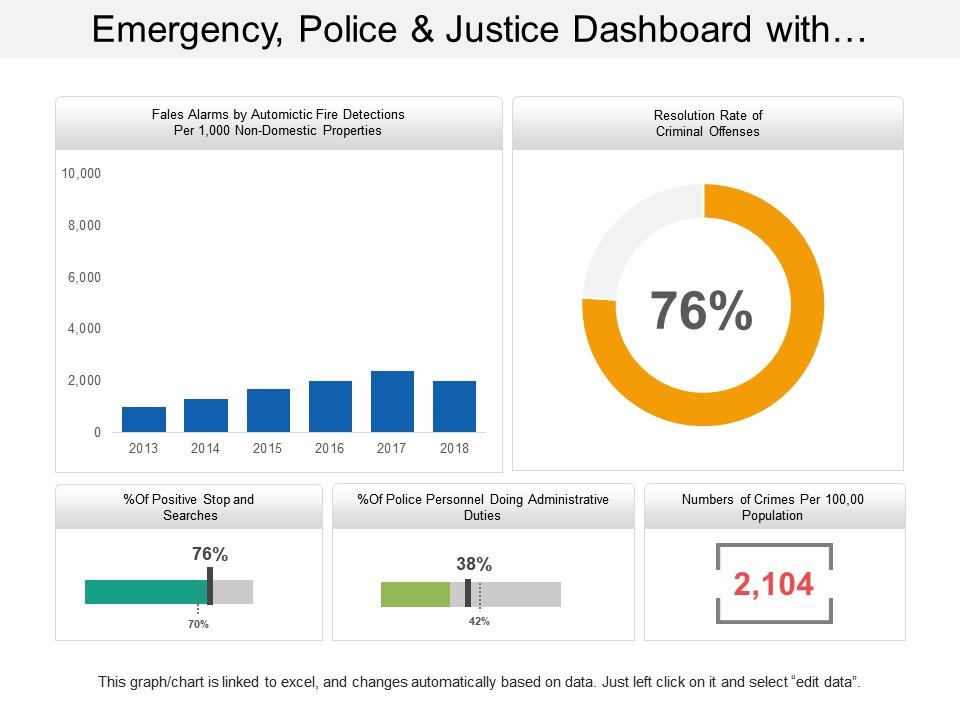 Emergency, Police & Justice Dashboard with…
Fales Alarms by Automictic Fire Detections
Per 1,000 Non-Domestic Properties
10,000
8,000
6,000
4,000
2,000
0
2013 2014 2015 2016 2017 2018
Resolution Rate of
Criminal Offenses
76%
%Of Positive Stop and
Searches
76%
70%
%Of Police Personnel Doing Administrative
Duties
38%
42%
Numbers of Crimes Per 100,00
Population
2,104
This graph/chart is linked to excel, and changes automatically based on data. Just left click on it and select “edit data”.